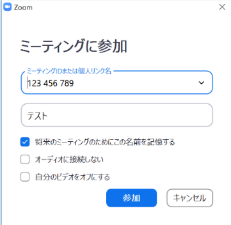 Zoom
ミーティングに参加
ミーティングIDまたは個人リンク名
123 456 789
テスト
将来のミーティングのためにこの名前を記憶する
オーディオに接続しない
自分のビデオをオフにする
参加
キャンセル